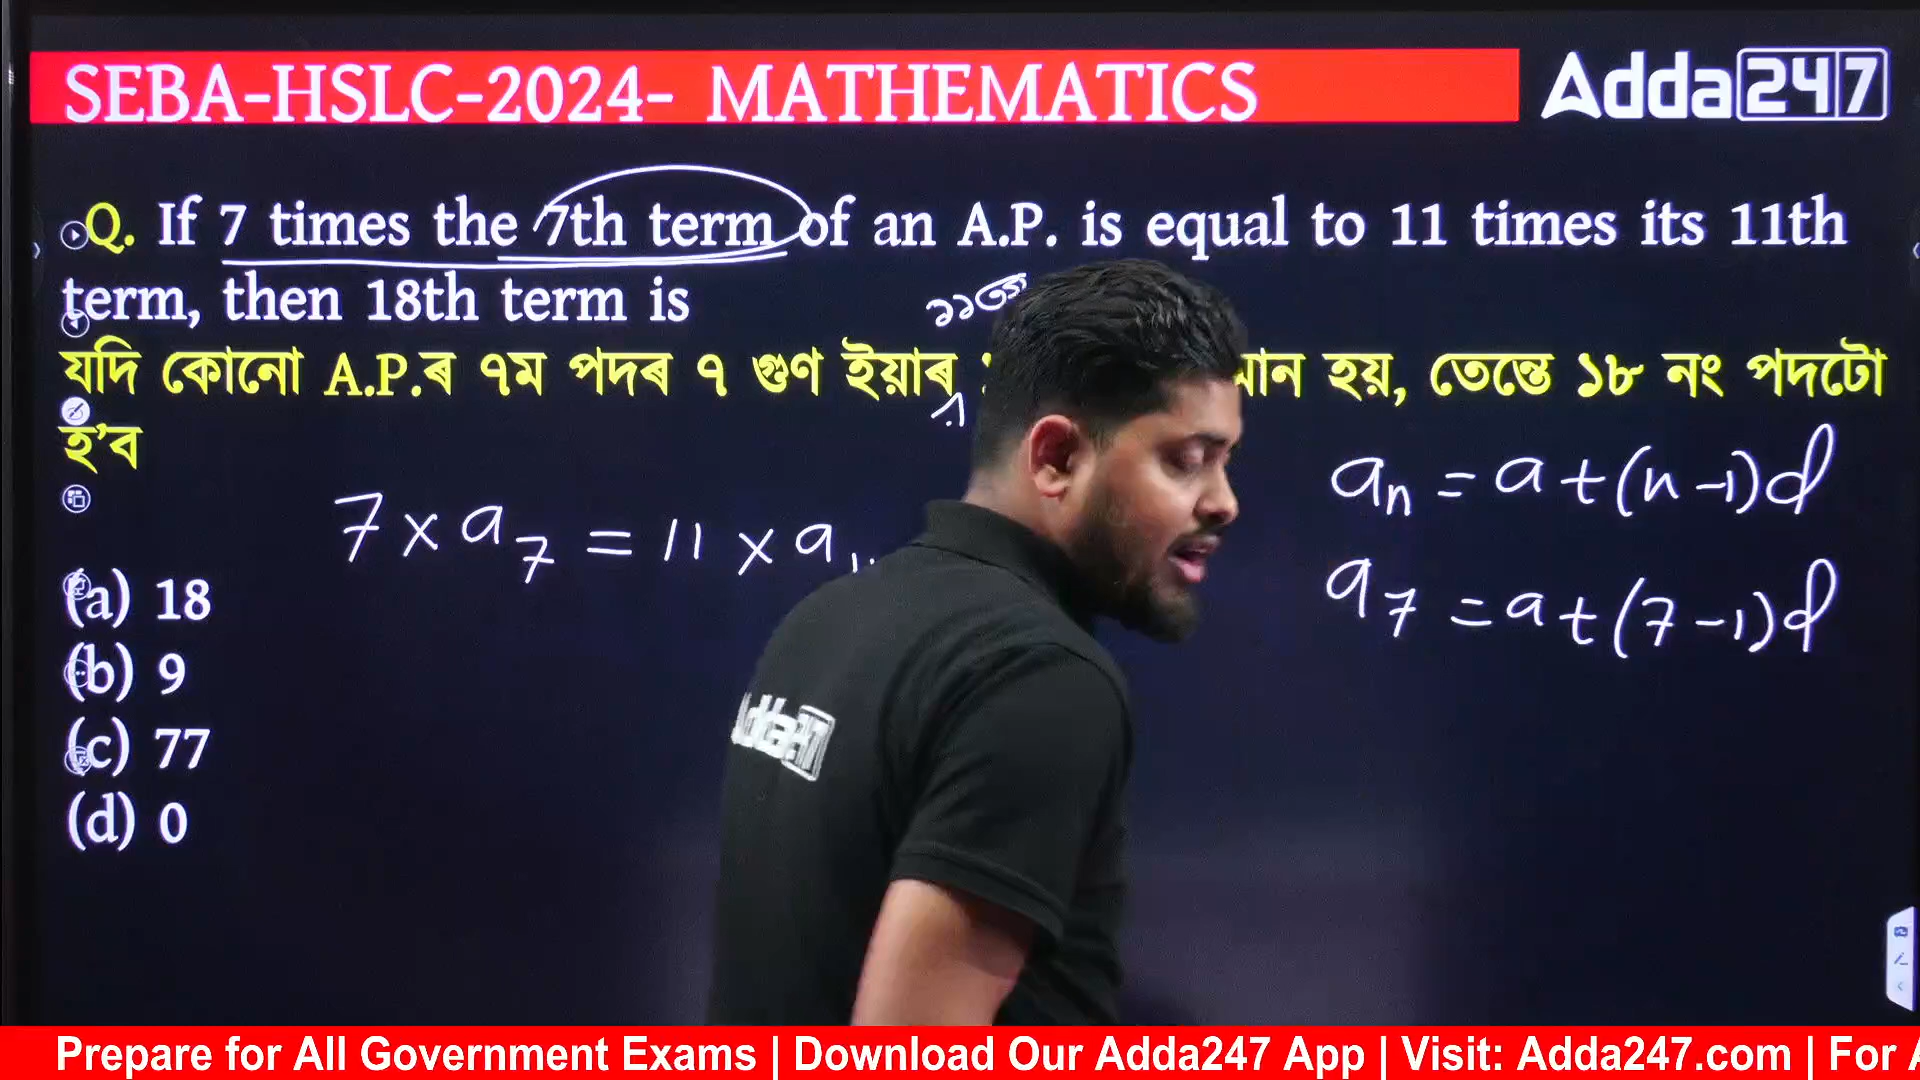 SEBA-HSLC-2024- MATHEMATICS
Adda247
Q. If 7 times the 7th term of an A.P. is equal to 11 times its 11th
term, then 18th term is
১১তম
যদি কোনো A.P.ৰ ৭ম পদৰ ৭ গুণ ইয়াৰ মান হয়, তেন্তে ১৮ নং পদটো
হ'ব
aₙ = a + (n-1)d
7 × a₇ = 11 × a₁₁
a₇ = a + (7-1)d
(a) 18
(b) 9
(c) 77
(d) 0
Adda247
Prepare for All Government Exams | Download Our Adda247 App | Visit: Adda247.com | For